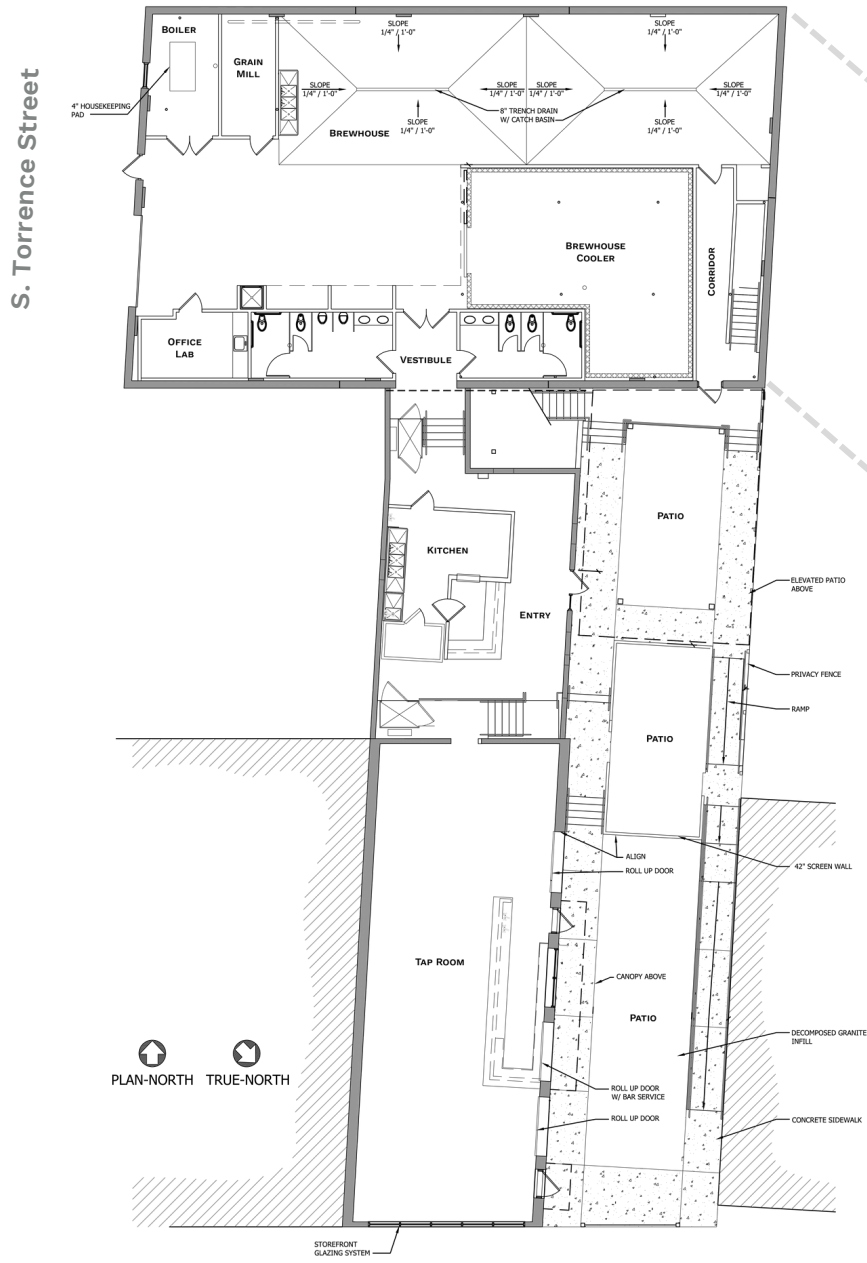 S. Torrence Street
BOILER
GRAIN
MILL
4" HOUSEKEEPING
PAD
SLOPE
1/4" / 1'-0"
SLOPE
1/4" / 1'-0"
SLOPE
1/4" / 1'-0"
SLOPE
1/4" / 1'-0"
SLOPE
1/4" / 1'-0"
SLOPE
1/4" / 1'-0"
8" TRENCH DRAIN
W/ CATCH BASIN
BREWHOUSE
SLOPE
1/4" / 1'-0"
SLOPE
1/4" / 1'-0"
BREWHOUSE
COOLER
CORRIDOR
OFFICE
LAB
VESTIBULE
PATIO
KITCHEN
ELEVATED PATIO
ABOVE
ENTRY
PRIVACY FENCE
RAMP
PATIO
ALIGN
42" SCREEN WALL
ROLL UP DOOR
TAP ROOM
CANOPY ABOVE
PATIO
DECOMPOSED GRANITE
INFILL
PLAN-NORTH
TRUE-NORTH
ROLL UP DOOR
W/ BAR SERVICE
ROLL UP DOOR
CONCRETE SIDEWALK
STOREFRONT
GLAZING SYSTEM